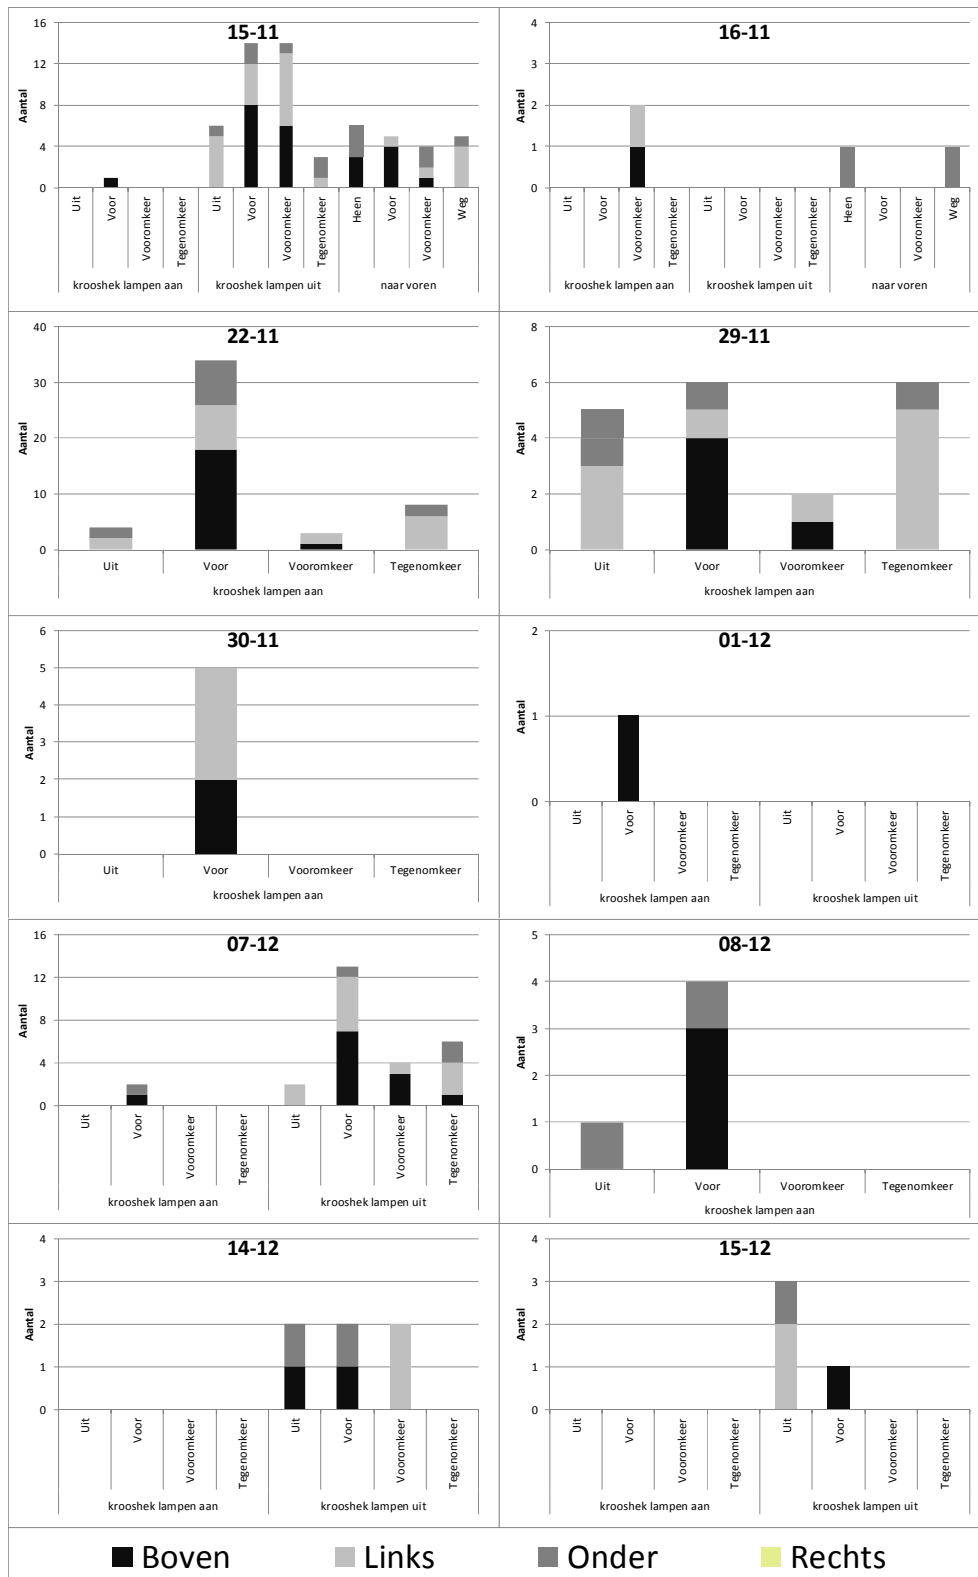 15-11
Aantal
16
12
8
4
0
Uit Voor Vooromkeer Tegenomkeer Uit Voor Vooromkeer Tegenomkeer Heen Voor Vooromkeer Weg
krooshek lampen aan krooshek lampen uit naar voren
16-11
Aantal
4
3
2
1
0
Uit Voor Vooromkeer Tegenomkeer Uit Voor Vooromkeer Tegenomkeer Heen Voor Vooromkeer Weg
krooshek lampen aan krooshek lampen uit naar voren
22-11
Aantal
40
30
20
10
0
Uit Voor Vooromkeer Tegenomkeer
krooshek lampen aan
29-11
Aantal
8
6
4
2
0
Uit Voor Vooromkeer Tegenomkeer
krooshek lampen aan
30-11
Aantal
6
5
4
3
2
1
0
Uit Voor Vooromkeer Tegenomkeer
krooshek lampen aan
01-12
Aantal
2
1
0
Uit Voor Vooromkeer Tegenomkeer Uit Voor Vooromkeer Tegenomkeer
krooshek lampen aan krooshek lampen uit
07-12
Aantal
16
12
8
4
0
Uit Voor Vooromkeer Tegenomkeer Uit Voor Vooromkeer Tegenomkeer
krooshek lampen aan krooshek lampen uit
08-12
Aantal
5
4
3
2
1
0
Uit Voor Vooromkeer Tegenomkeer
krooshek lampen aan
14-12
Aantal
4
3
2
1
0
Uit Voor Vooromkeer Tegenomkeer Uit Voor Vooromkeer Tegenomkeer
krooshek lampen aan krooshek lampen uit
15-12
Aantal
4
3
2
1
0
Uit Voor Vooromkeer Tegenomkeer Uit Voor Vooromkeer Tegenomkeer
krooshek lampen aan krooshek lampen uit
Boven Links Onder Rechts